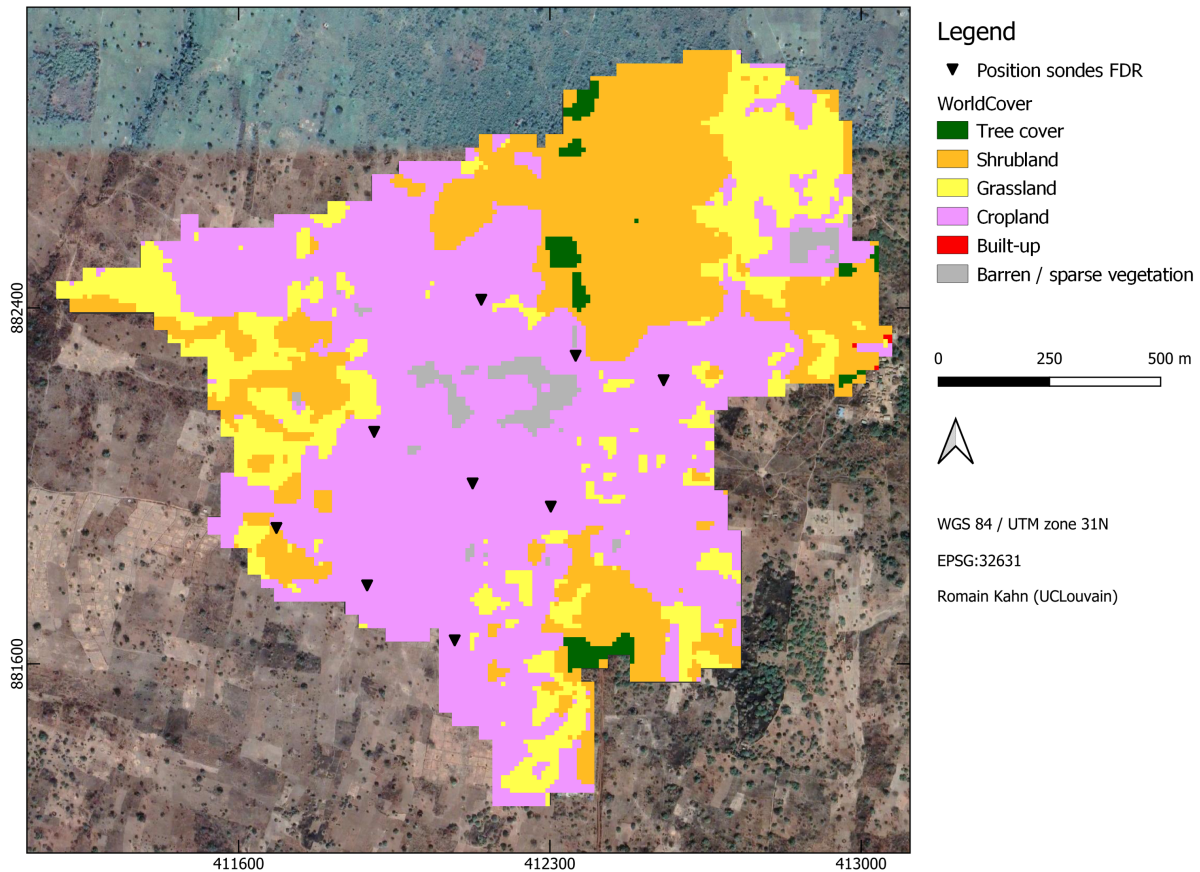 Legend
Position sondes FDR
WorldCover
Tree cover
Shrubland
Grassland
Cropland
Built-up
Barren / sparse vegetation
882400
0 250 500 m
WGS 84 / UTM zone 31N
EPSG:32631
Romain Kahn (UCLouvain)
881600
411600 412300 413000